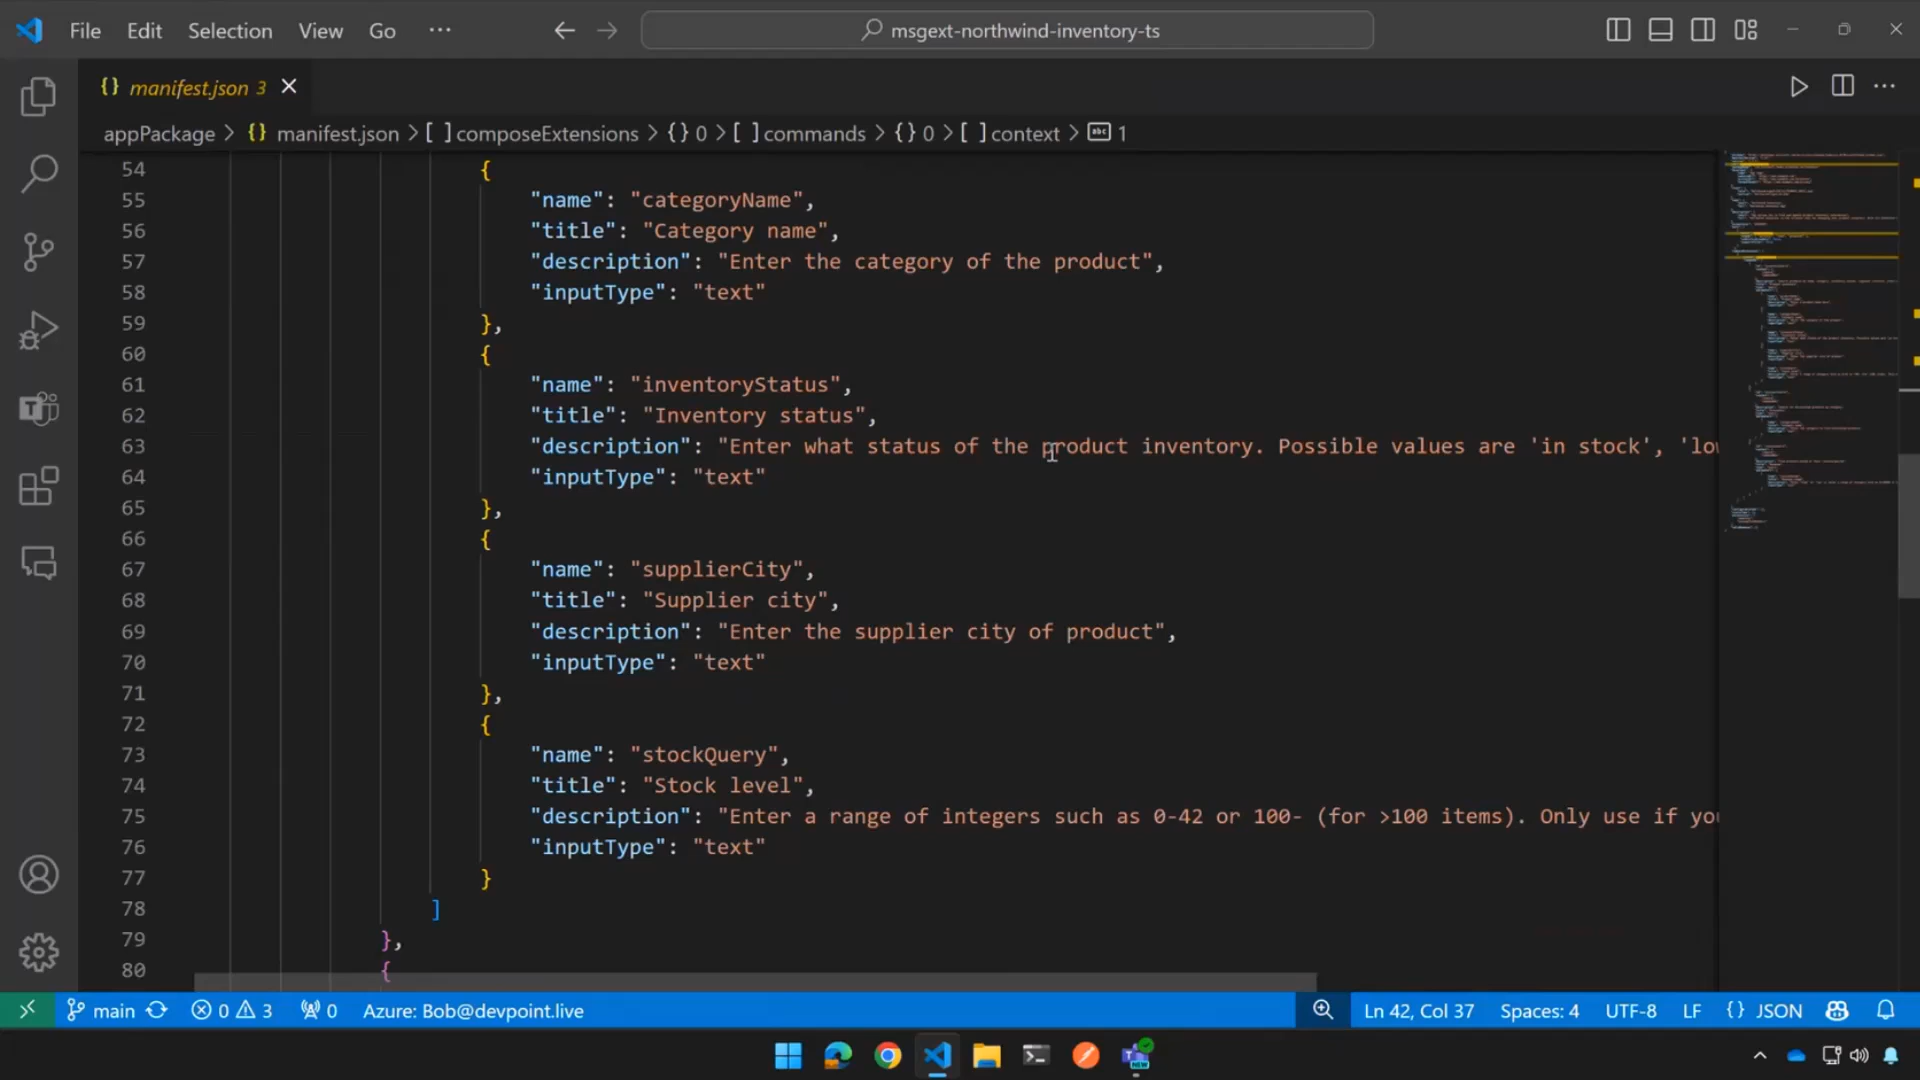 File Edit Selection View Go ··· msgext-northwind-inventory-ts
{} manifest.json 3
appPackage > {} manifest.json > [ ] composeExtensions > {} 0 > [ ] commands > {} 0 > [ ] context > abc 1
54 {
55 "name": "categoryName",
56 "title": "Category name",
57 "description": "Enter the category of the product",
58 "inputType": "text"
59 },
60 {
61 "name": "inventoryStatus",
62 "title": "Inventory status",
63 "description": "Enter what status of the product inventory. Possible values are 'in stock', 'lo
64 "inputType": "text"
65 },
66 {
67 "name": "supplierCity",
68 "title": "Supplier city",
69 "description": "Enter the supplier city of product",
70 "inputType": "text"
71 },
72 {
73 "name": "stockQuery",
74 "title": "Stock level",
75 "description": "Enter a range of integers such as 0-42 or 100- (for >100 items). Only use if yo
76 "inputType": "text"
77 }
78 ]
79 },
80 {
main 0 3 0 Azure: Bob@devpoint.live Ln 42, Col 37 Spaces: 4 UTF-8 LF {} JSON
NEW